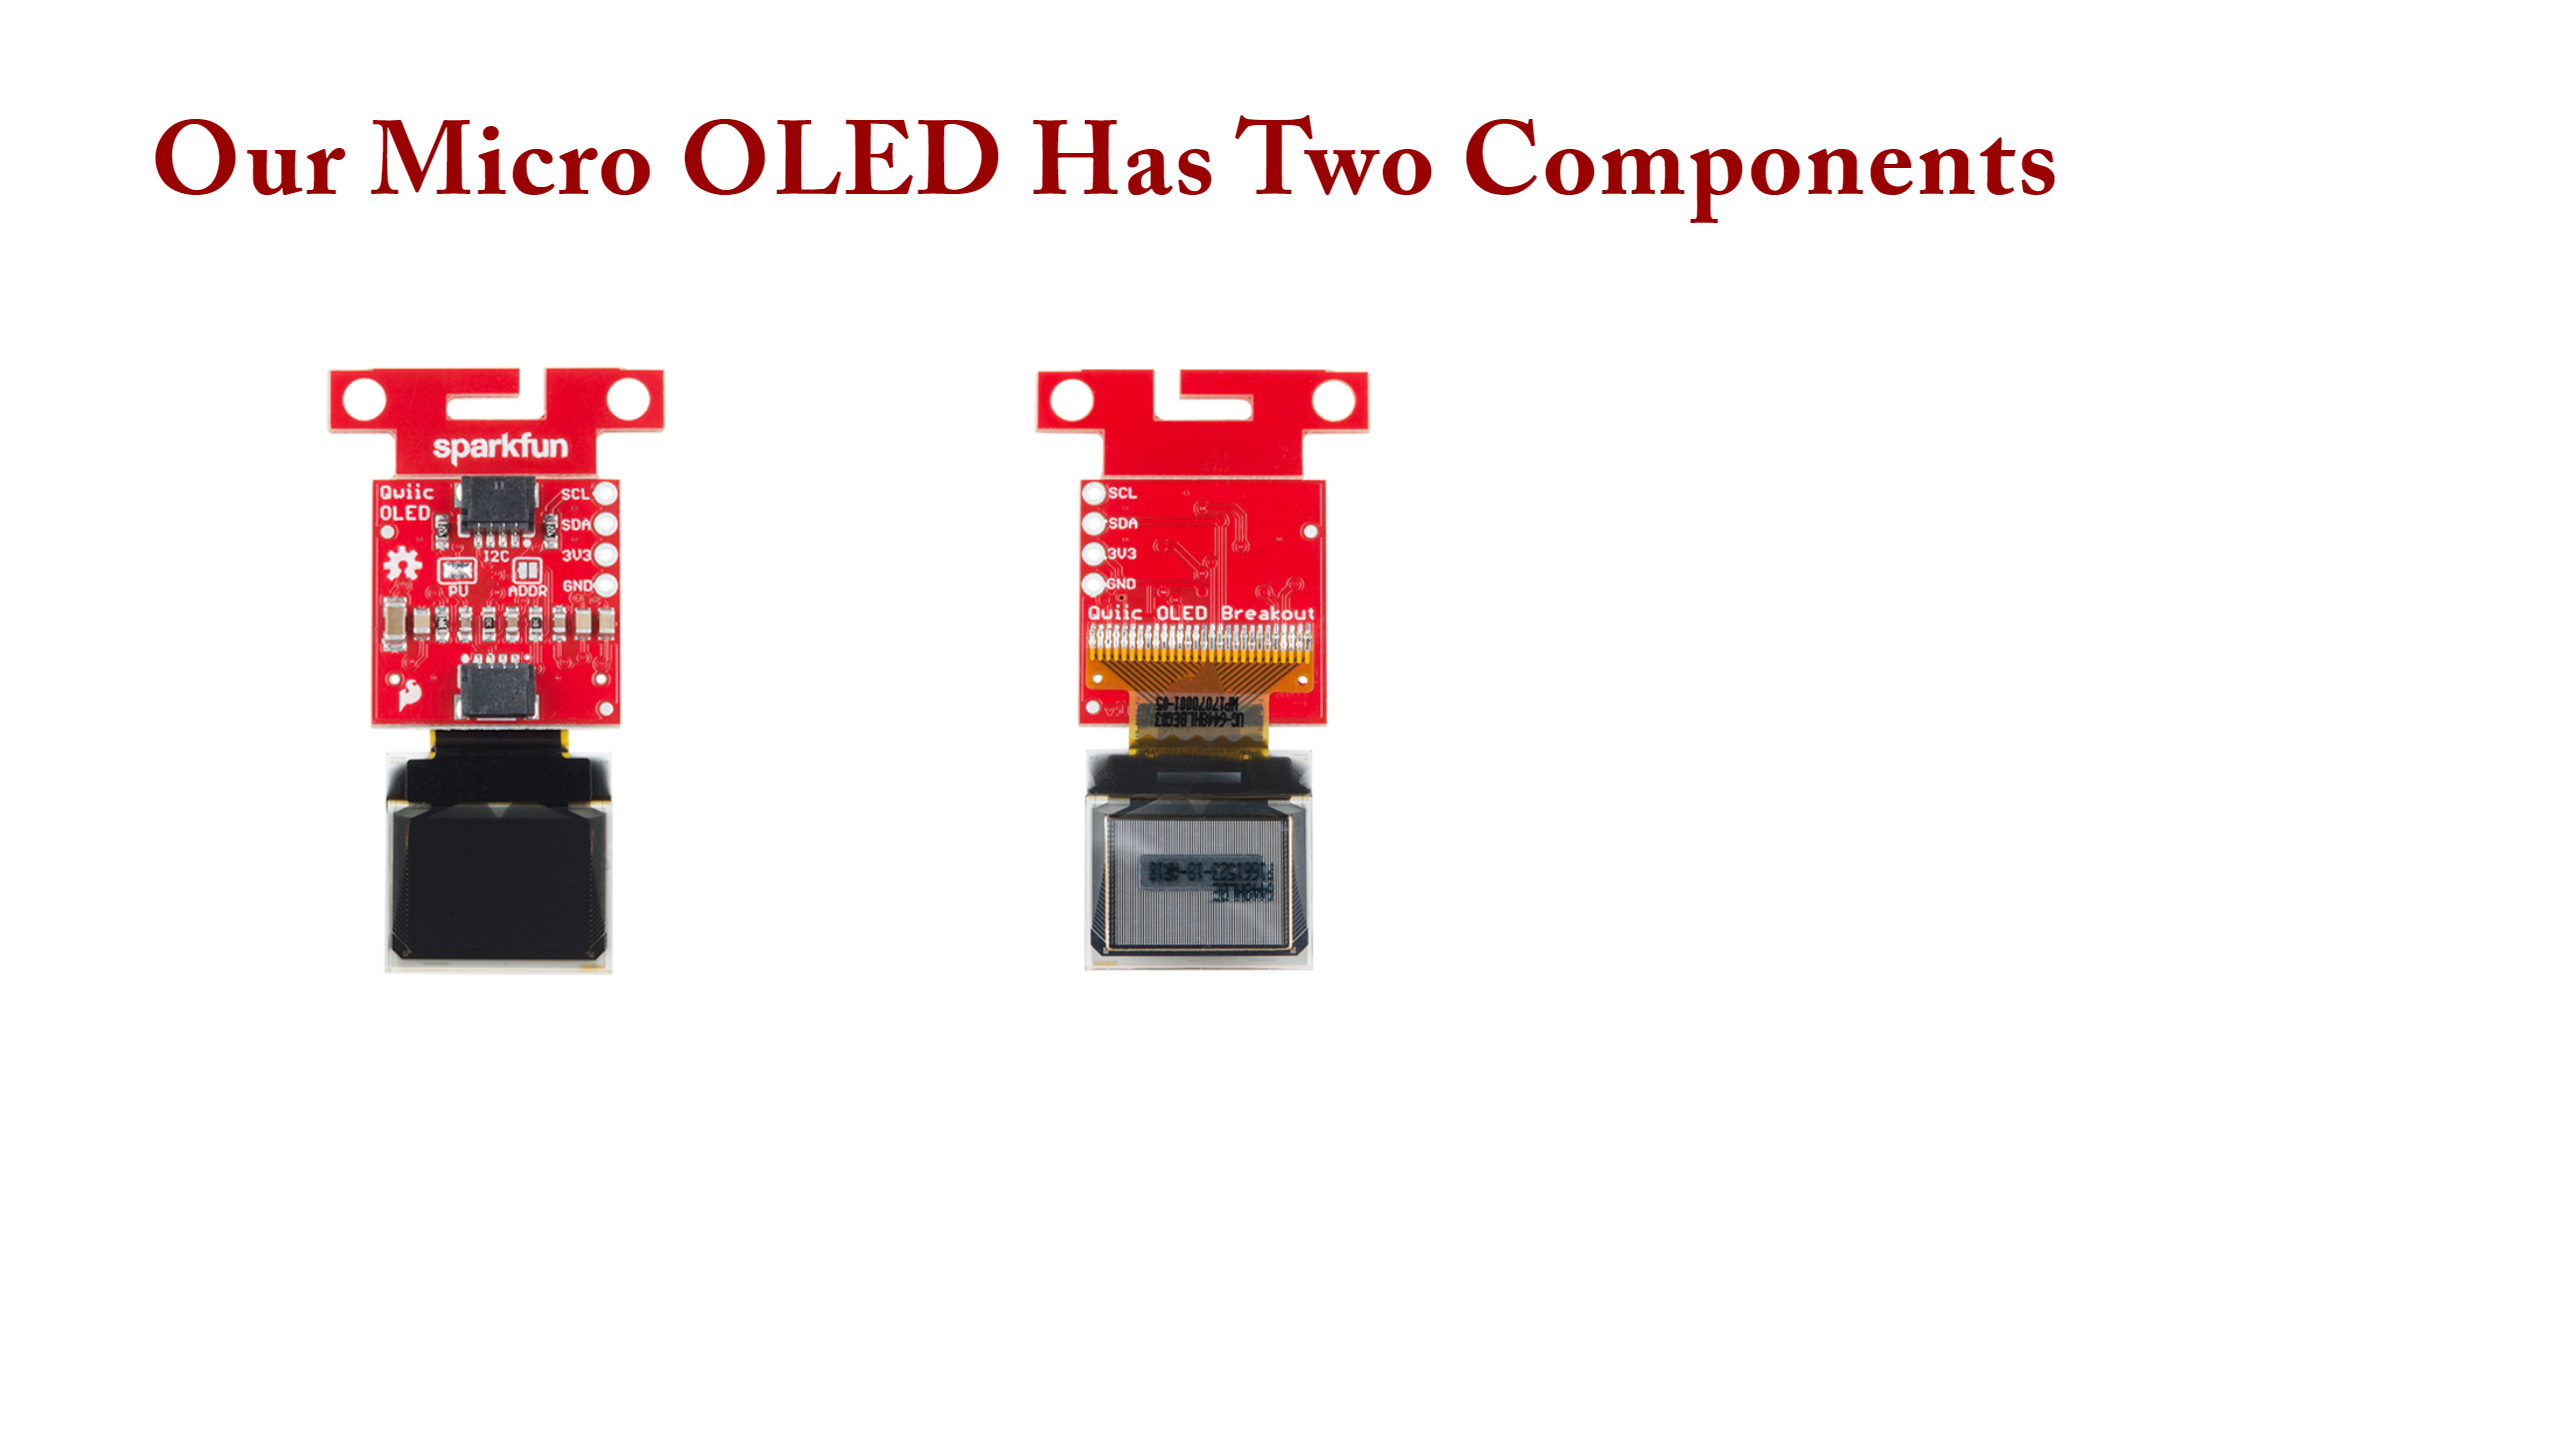 Our Micro OLED Has Two Components
sparkfun
Qwiic
OLED
SCL
SDA
I2C
3V3
PU
ADDR
GND
SCL
SDA
3V3
GND
Qwiic OLED Breakout